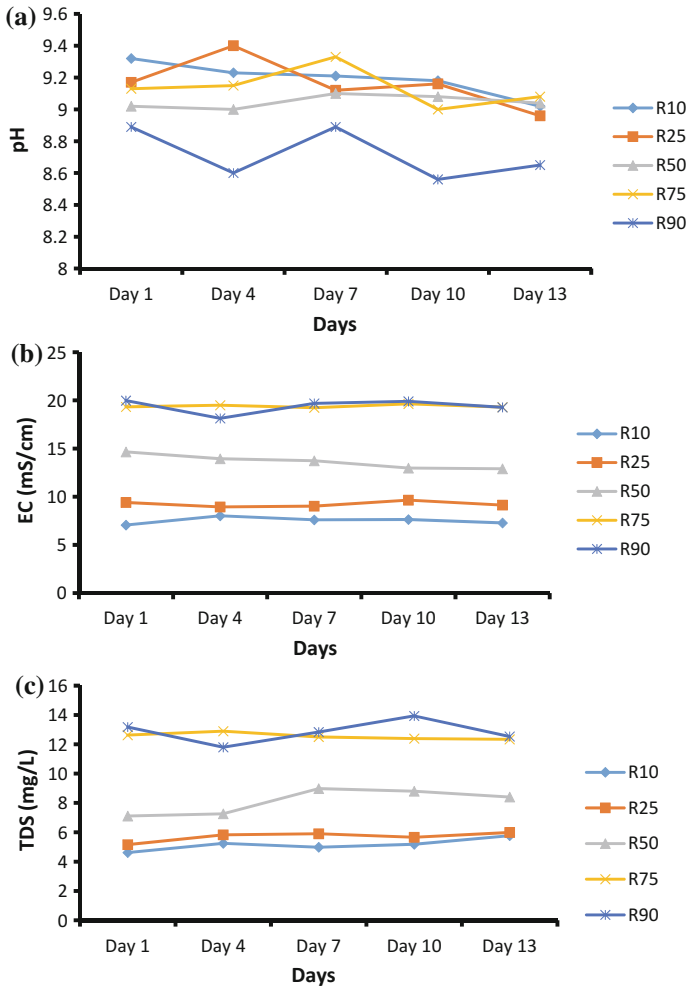 (a)
9.6
9.4
9.2
9
8.8
8.6
8.4
8.2
8
pH
Day 1 Day 4 Day 7 Day 10 Day 13
Days
R10
R25
R50
R75
R90
(b)
25
20
15
10
5
0
EC (mS/cm)
Day 1 Day 4 Day 7 Day 10 Day 13
Days
R10
R25
R50
R75
R90
(c)
16
14
12
10
8
6
4
2
0
TDS (mg/L)
Day 1 Day 4 Day 7 Day 10 Day 13
Days
R10
R25
R50
R75
R90